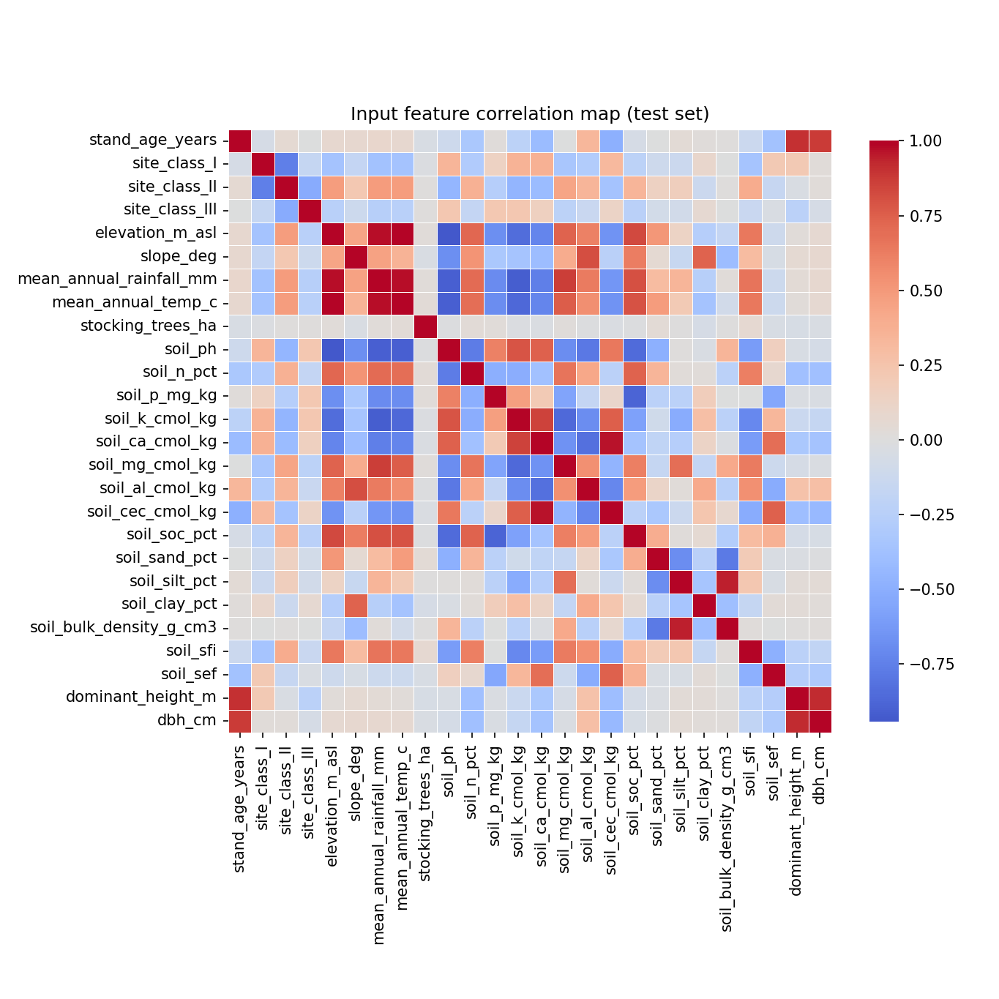 Input feature correlation map (test set)
stand_age_years
site_class_I
site_class_II
site_class_III
elevation_m_asl
slope_deg
mean_annual_rainfall_mm
mean_annual_temp_c
stocking_trees_ha
soil_ph
soil_n_pct
soil_p_mg_kg
soil_k_cmol_kg
soil_ca_cmol_kg
soil_mg_cmol_kg
soil_al_cmol_kg
soil_cec_cmol_kg
soil_soc_pct
soil_sand_pct
soil_silt_pct
soil_clay_pct
soil_bulk_density_g_cm3
soil_sfi
soil_sef
dominant_height_m
dbh_cm
stand_age_years
site_class_I
site_class_II
site_class_III
elevation_m_asl
slope_deg
mean_annual_rainfall_mm
mean_annual_temp_c
stocking_trees_ha
soil_ph
soil_n_pct
soil_p_mg_kg
soil_k_cmol_kg
soil_ca_cmol_kg
soil_mg_cmol_kg
soil_al_cmol_kg
soil_cec_cmol_kg
soil_soc_pct
soil_sand_pct
soil_silt_pct
soil_clay_pct
soil_bulk_density_g_cm3
soil_sfi
soil_sef
dominant_height_m
dbh_cm
1.00
0.75
0.50
0.25
0.00
−0.25
−0.50
−0.75